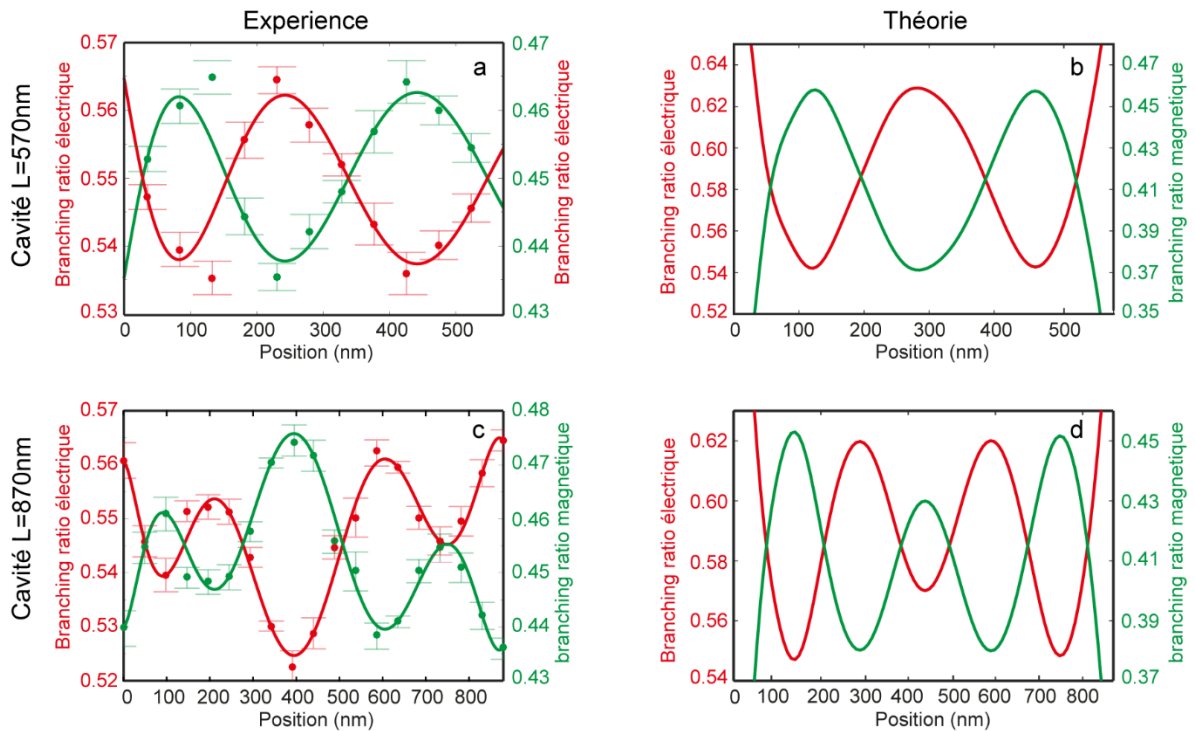 Experience
Théorie
Cavité L=570nm
Branching ratio électrique
0.57
0.56
0.55
0.54
0.53
a
0.47
0.46
0.45
0.44
0.43
Branching ratio électrique
0 100 200 300 400 500
Position (nm)
Branching ratio électrique
0.64
0.62
0.60
0.58
0.56
0.54
0.52
b
0.47
0.45
0.43
0.41
0.39
0.37
0.35
branching ratio magnetique
0 100 200 300 400 500
Position (nm)
Cavité L=870nm
Branching ratio électrique
0.57
0.56
0.55
0.54
0.53
0.52
c
0.48
0.47
0.46
0.45
0.44
0.43
branching ratio magnetique
0 100 200 300 400 500 600 700 800
Position (nm)
Branching ratio électrique
0.62
0.60
0.58
0.56
0.54
d
0.45
0.43
0.41
0.39
0.37
branching ratio magnetique
0 100 200 300 400 500 600 700 800
Position (nm)